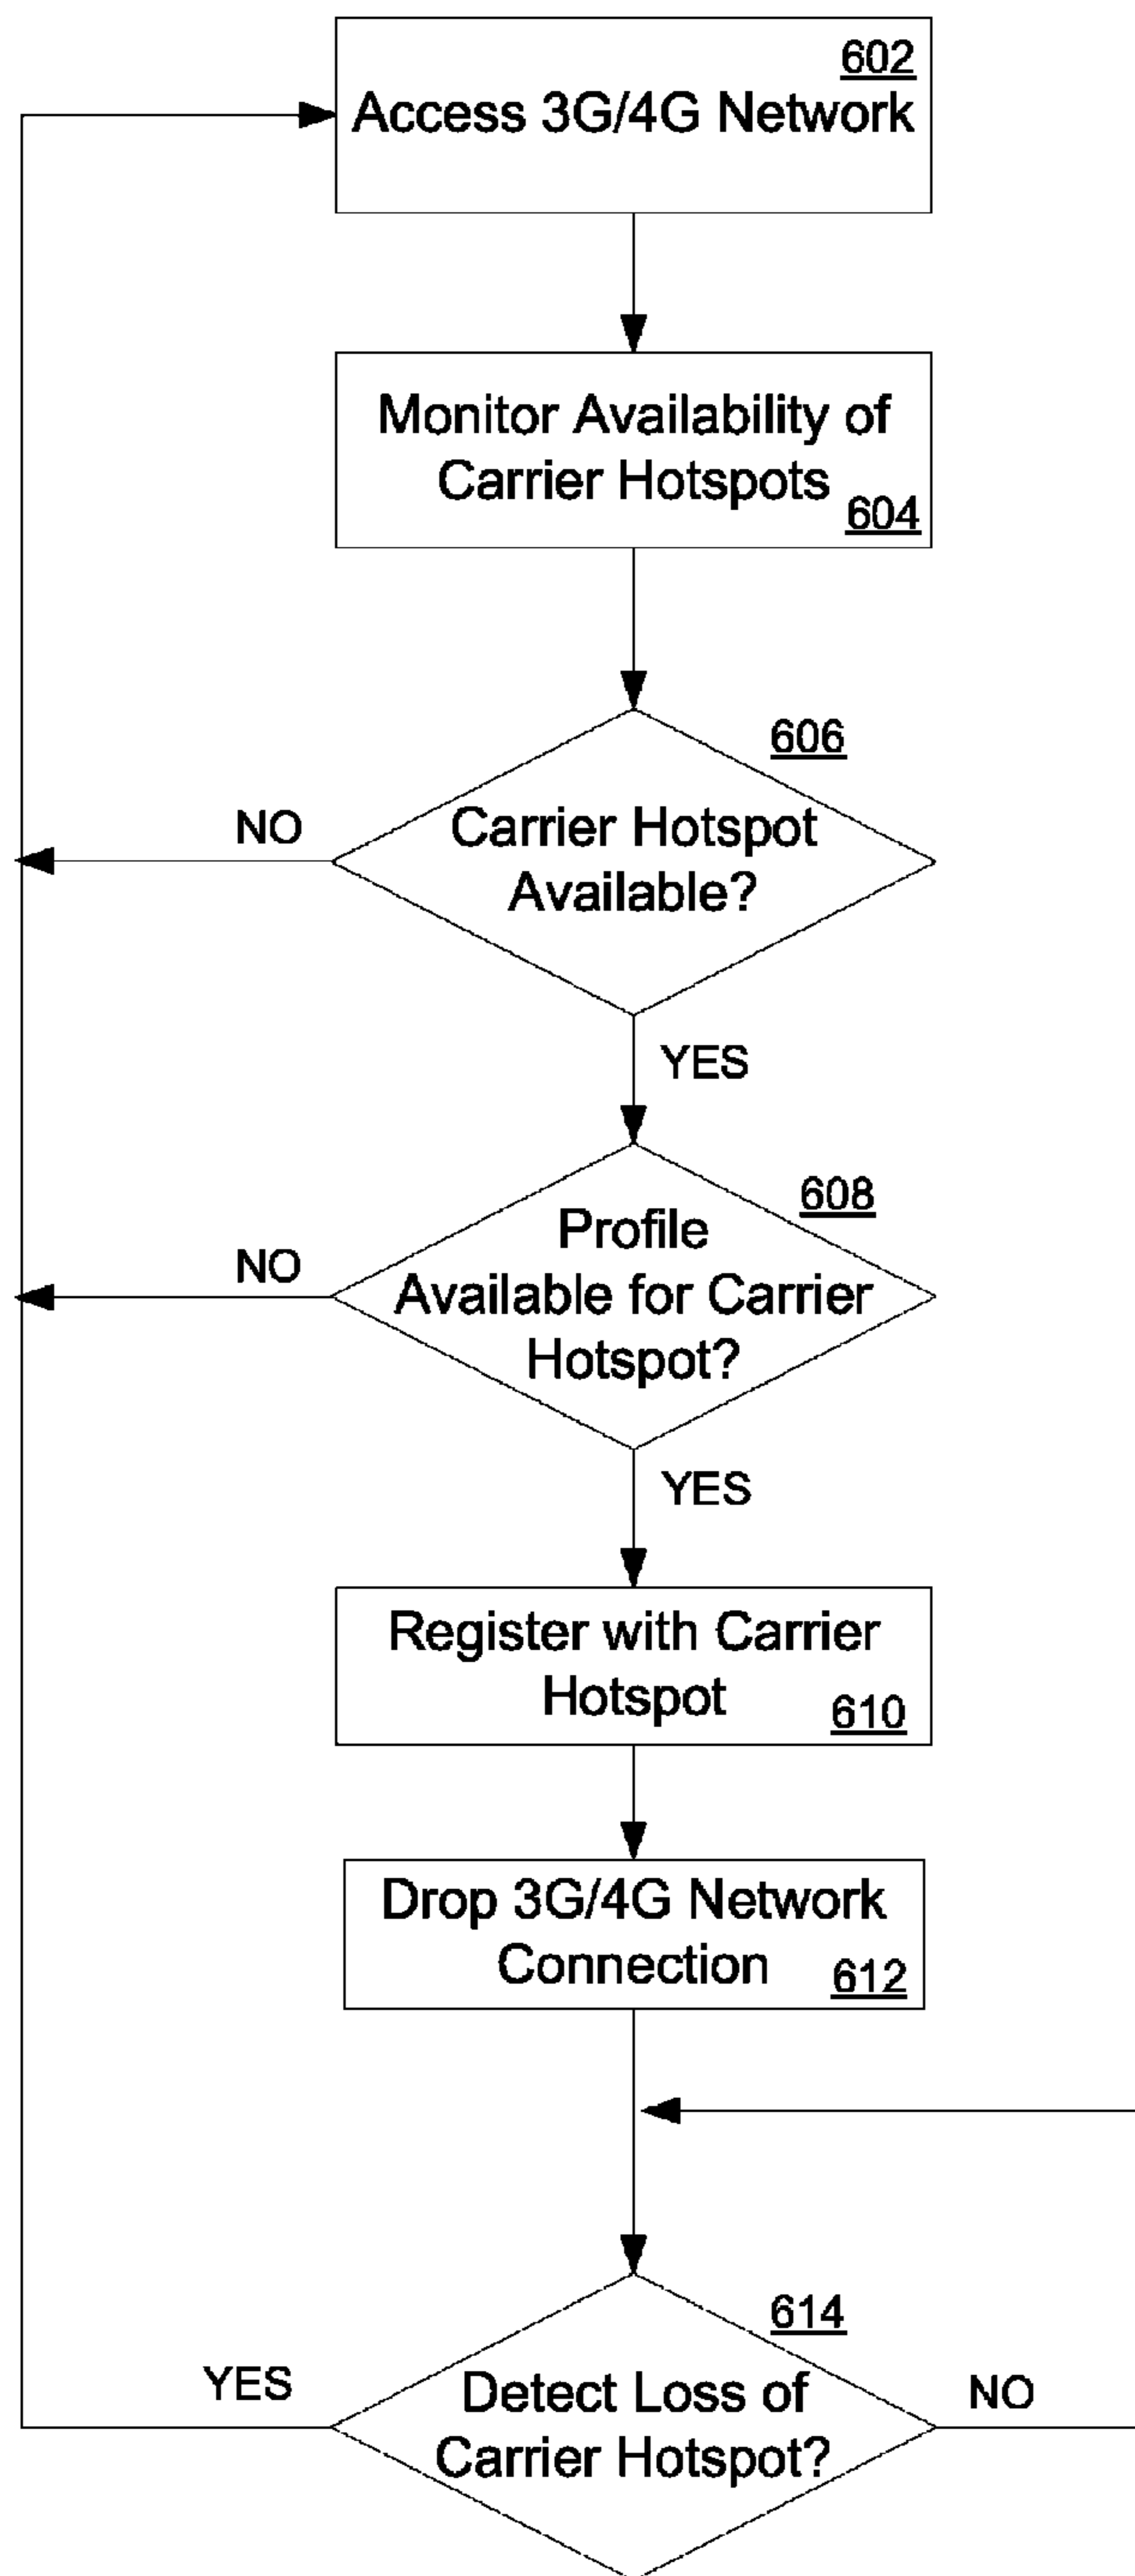 602
Access 3G/4G Network
Monitor Availability of
Carrier Hotspots
604
606
NO
Carrier Hotspot
Available?
YES
608
NO
Profile
Available for Carrier
Hotspot?
YES
Register with Carrier
Hotspot
610
Drop 3G/4G Network
Connection
612
614
YES
Detect Loss of
Carrier Hotspot?
NO